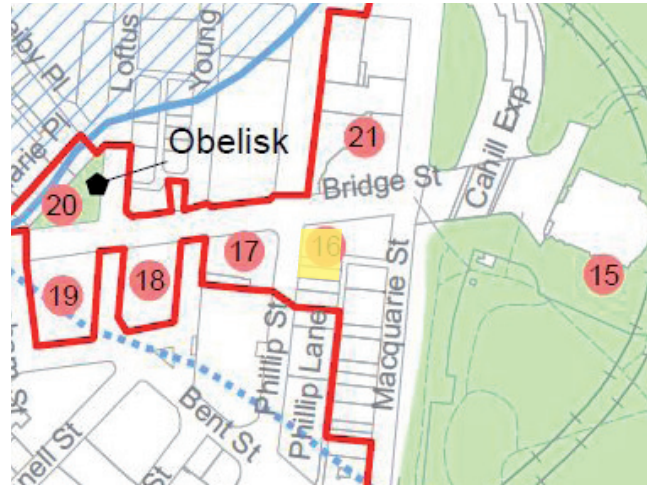 Loftus
Young
Obelisk
21
Bridge St
Cahill Exp
20
17
16
15
19
18
Phillip St
Phillip Lane
Macquarie St
Bent St